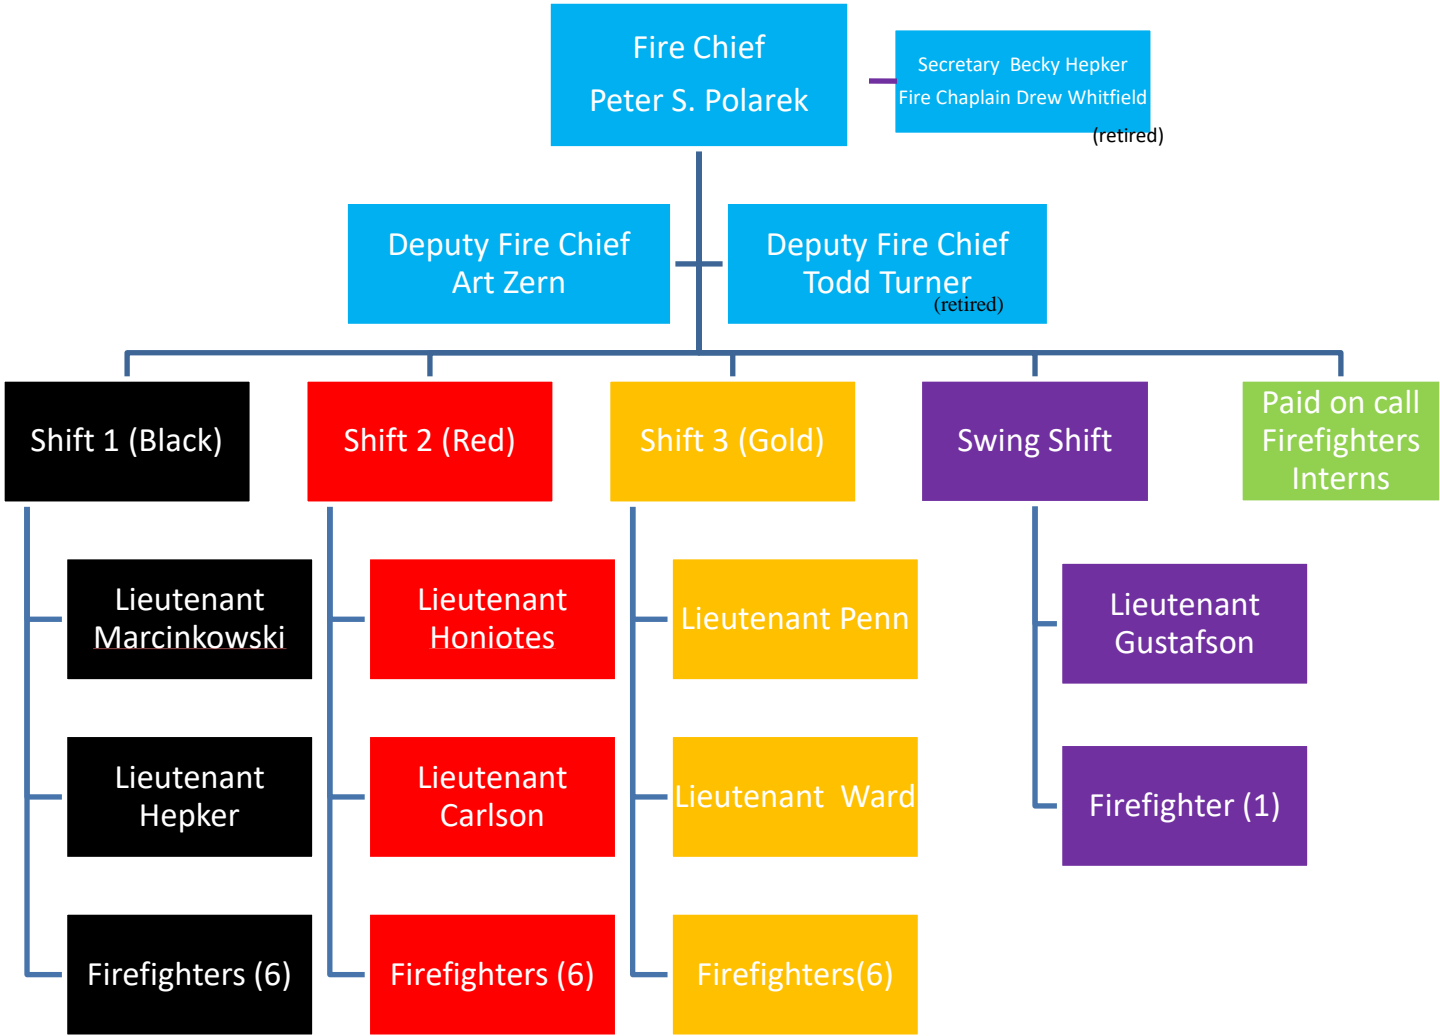 Fire Chief
Peter S. Polarek
Secretary  Becky Hepker
Fire Chaplain Drew Whitfield
(retired)
Deputy Fire Chief
Art Zern
Deputy Fire Chief
Todd Turner
(retired)
Shift 1 (Black)
Shift 2 (Red)
Shift 3 (Gold)
Swing Shift
Paid on call
Firefighters
Interns
Lieutenant
Marcinkowski
Lieutenant
Honiotes
Lieutenant Penn
Lieutenant
Gustafson
Lieutenant
Hepker
Lieutenant
Carlson
Lieutenant  Ward
Firefighter (1)
Firefighters (6)
Firefighters (6)
Firefighters(6)